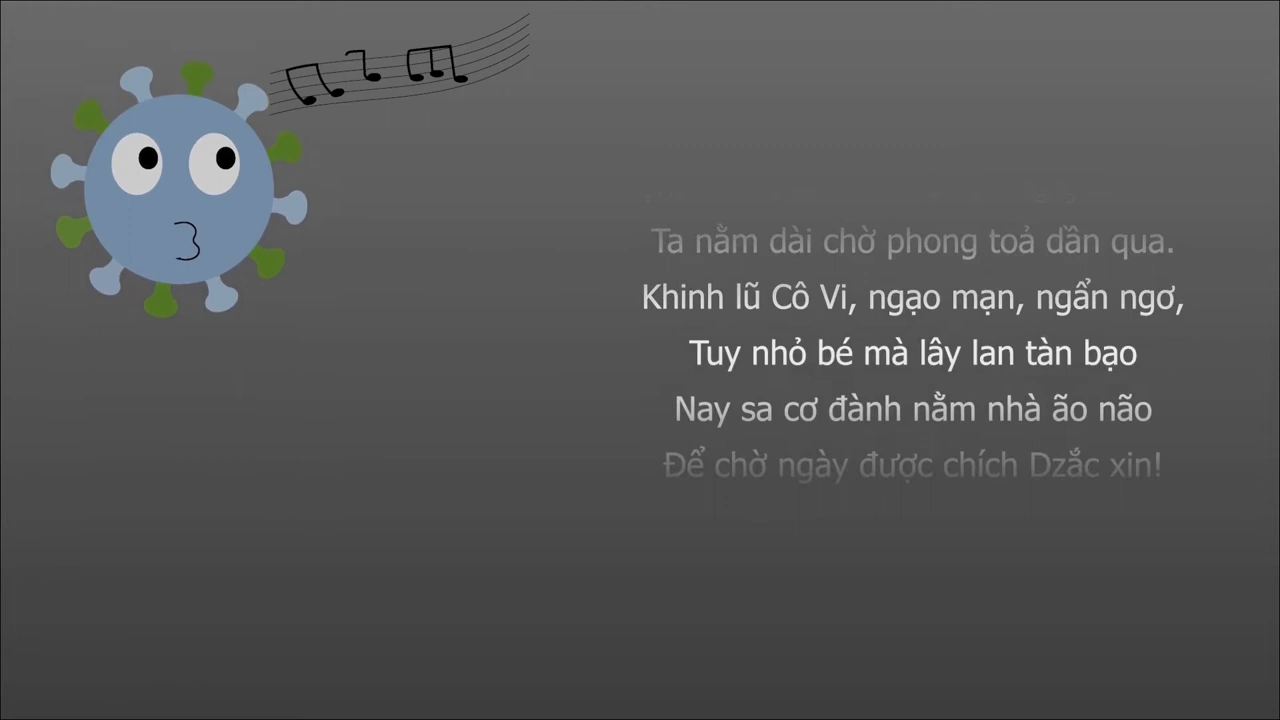 Ta nằm dài chờ phong toả dần qua.
Khinh lũ Cô Vi, ngạo mạn, ngẩn ngơ,
Tuy nhỏ bé mà lây lan tàn bạo
Nay sa cơ đành nằm nhà ão não
Để chờ ngày được chích Dzắc xin!